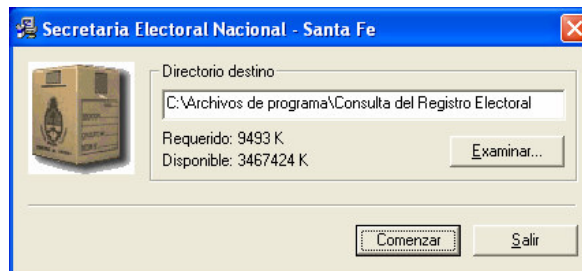 Secretaria Electoral Nacional - Santa Fe
Directorio destino
C:\Archivos de programa\Consulta del Registro Electoral
Requerido: 9493 K
Disponible: 3467424 K
Examinar...
Comenzar
Salir